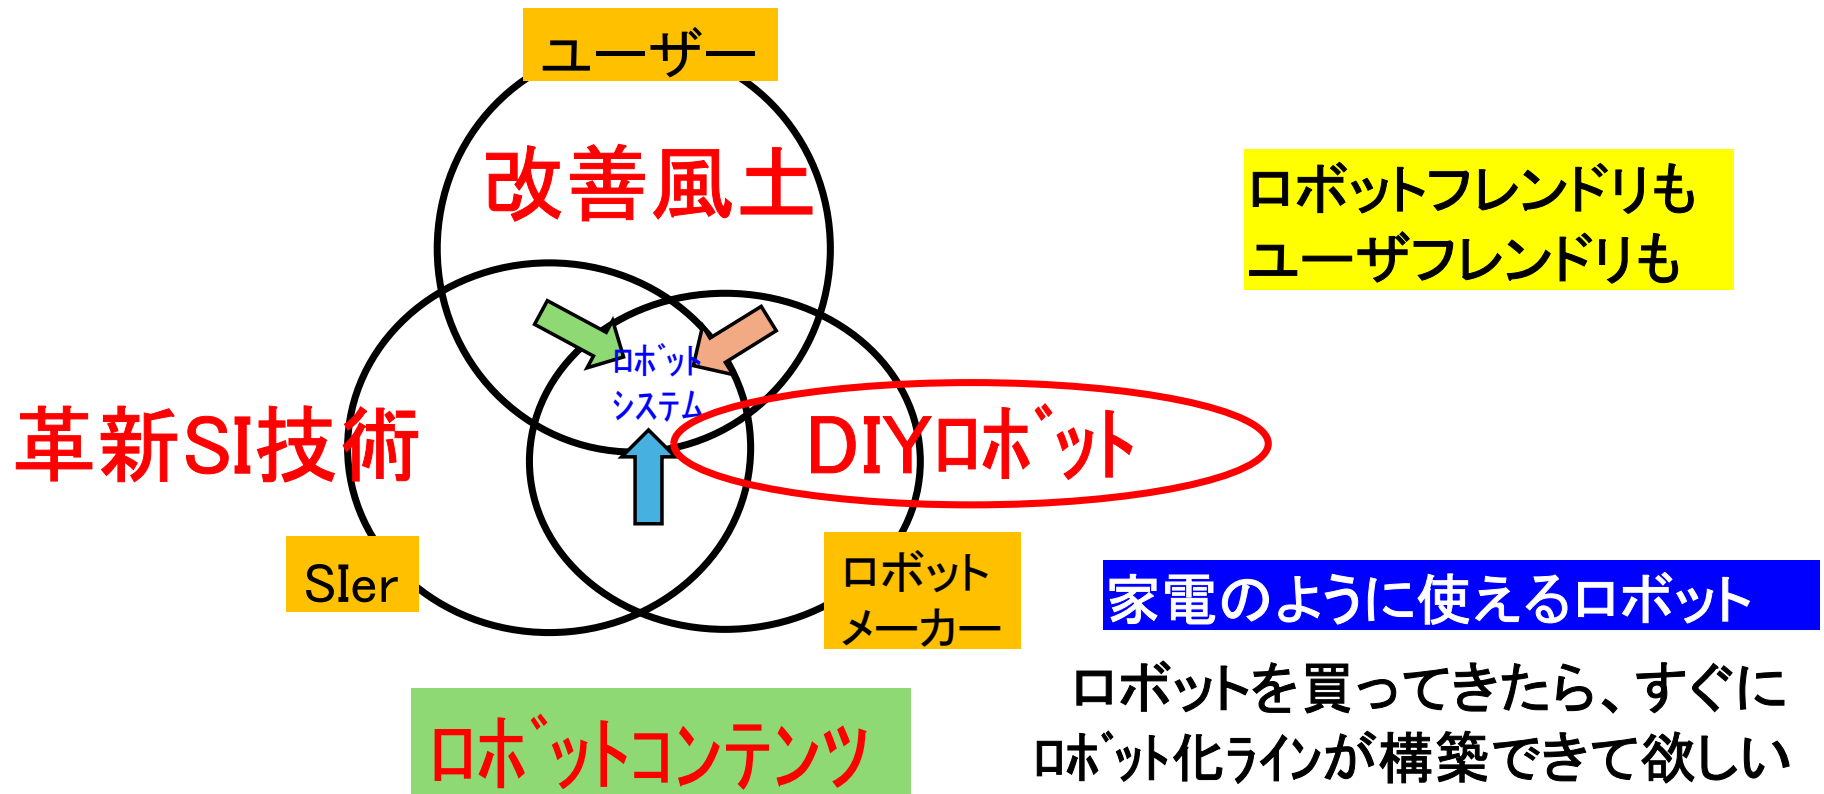 ユーザー
改善風土
ロボットフレンドリも
ユーザフレンドリも
ﾛﾎﾞｯﾄ
ｼｽﾃﾑ
革新SI技術
DIYﾛﾎﾞｯﾄ
SIer
ロボット
メーカー
家電のように使えるロボット
ロボットを買ってきたら、すぐに
ﾛﾎﾞｯﾄ化ﾗｲﾝが構築できて欲しい
ﾛﾎﾞｯﾄｺﾝﾃﾝﾂ